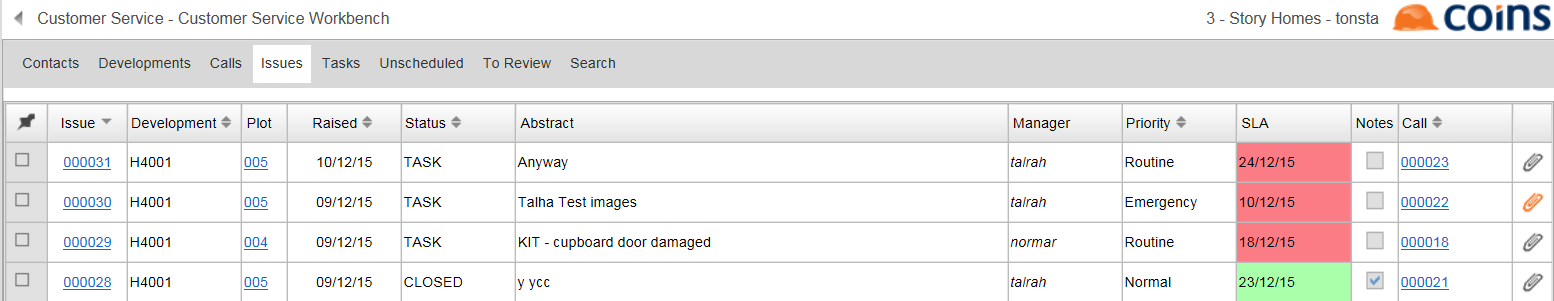 Customer Service - Customer Service Workbench 3 - Story Homes - tonsta coins
Contacts Developments Calls Issues Tasks Unscheduled To Review Search
Issue Development Plot Raised Status Abstract Manager Priority SLA Notes Call
000031 H4001 005 10/12/15 TASK Anyway talrah Routine 24/12/15 000023
000030 H4001 005 09/12/15 TASK Talha Test images talrah Emergency 10/12/15 000022
000029 H4001 004 09/12/15 TASK KIT - cupboard door damaged normar Routine 18/12/15 000018
000028 H4001 005 09/12/15 CLOSED y ycc talrah Normal 23/12/15 000021